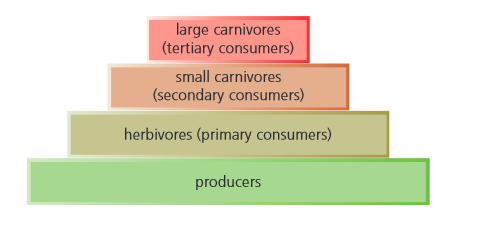 large carnivores
(tertiary consumers)
small carnivores
(secondary consumers)
herbivores (primary consumers)
producers